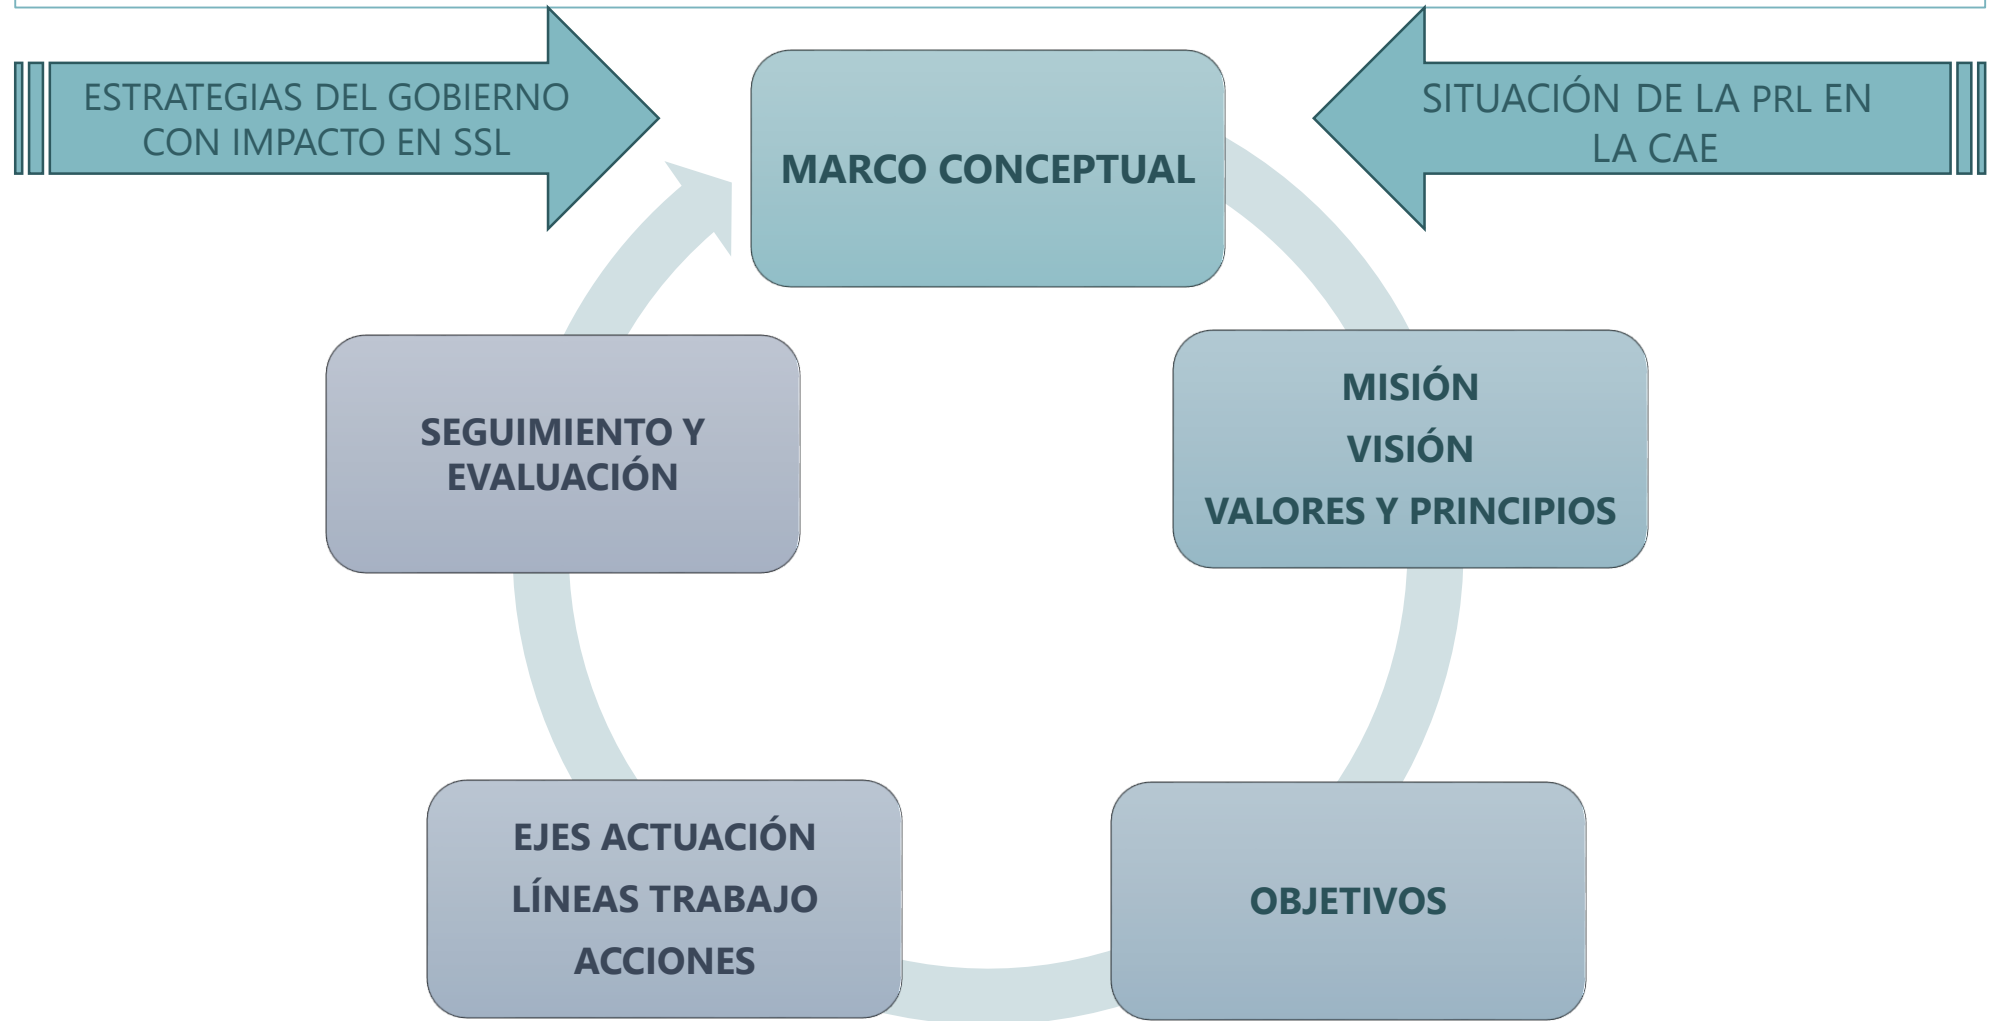 ESTRATEGIAS DEL GOBIERNO
CON IMPACTO EN SSL
MARCO CONCEPTUAL
SITUACIÓN DE LA PRL EN
LA CAE
MISIÓN
VISIÓN
VALORES Y PRINCIPIOS
OBJETIVOS
EJES ACTUACIÓN
LÍNEAS TRABAJO
ACCIONES
SEGUIMIENTO Y
EVALUACIÓN